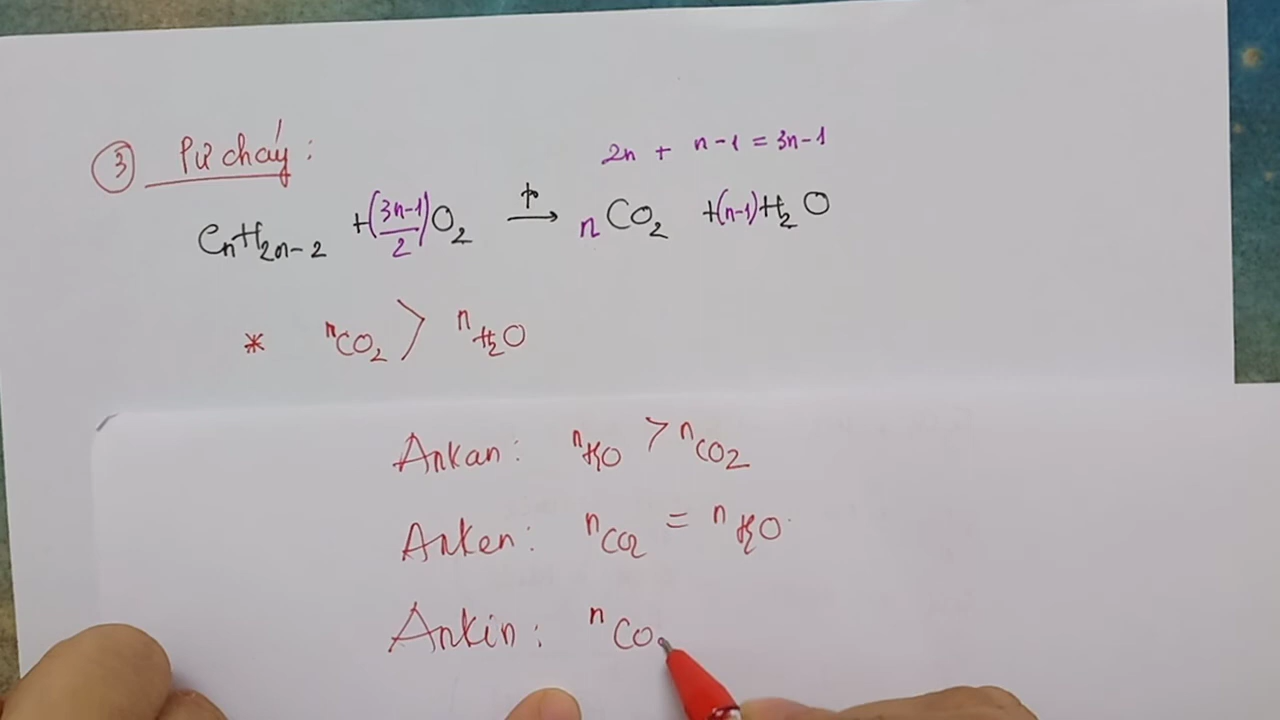 ③ Pư cháy:
2n + n-1 = 3n-1
CnH2n-2 + (3n-1)/2 O2 → t° nCO2 + (n-1) H2O
* nCO2 > nH2O
Ankan: nH2O > nCO2
Anken: nCO2 = nH2O
Ankin: nCO2